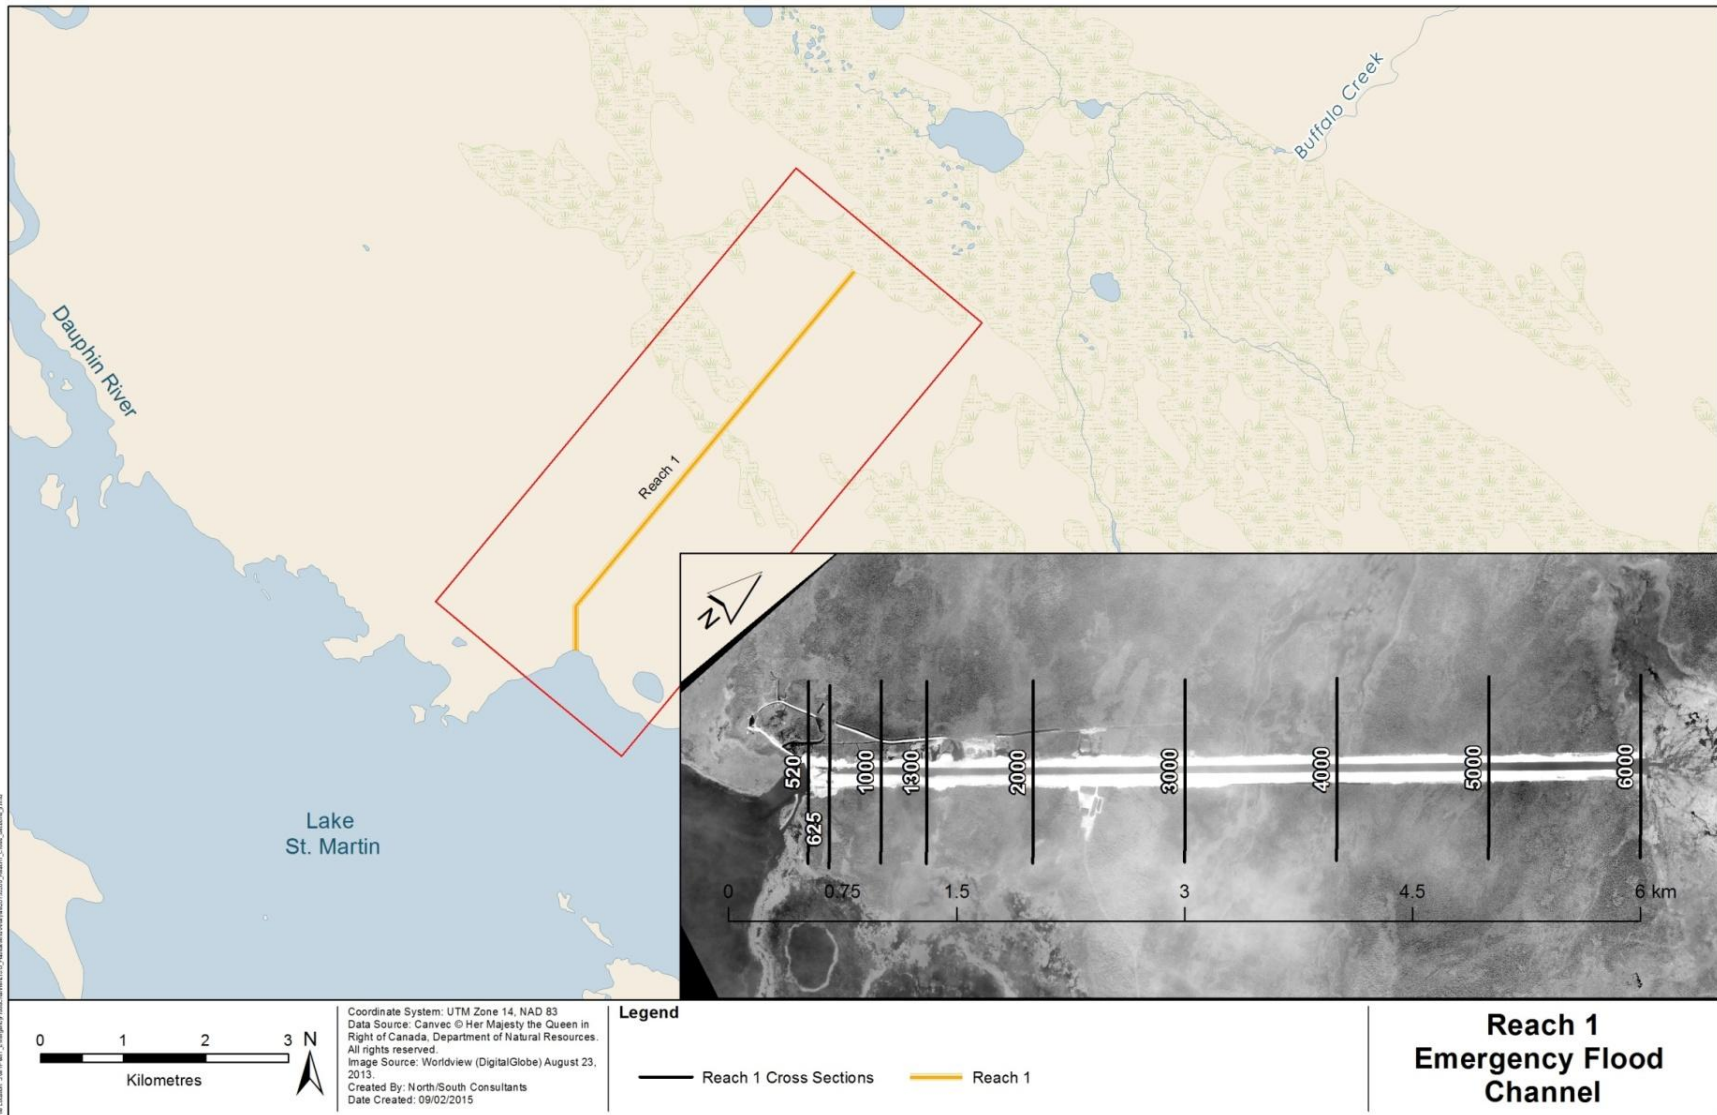 Buffalo Creek
Dauphin River
Reach 1
Lake
St. Martin
N
520
625
1000
1300
2000
3000
4000
5000
6000
0 0.75 1.5 3 4.5 6 km
0 1 2 3
Kilometres
N
Coordinate System: UTM Zone 14, NAD 83
Data Source: Canvec © Her Majesty the Queen in
Right of Canada, Department of Natural Resources.
All rights reserved.
Image Source: Worldview (DigitalGlobe) August 23,
2013.
Created By: North/South Consultants
Date Created: 09/02/2015
Legend
Reach 1 Cross Sections
Reach 1
Reach 1
Emergency Flood
Channel